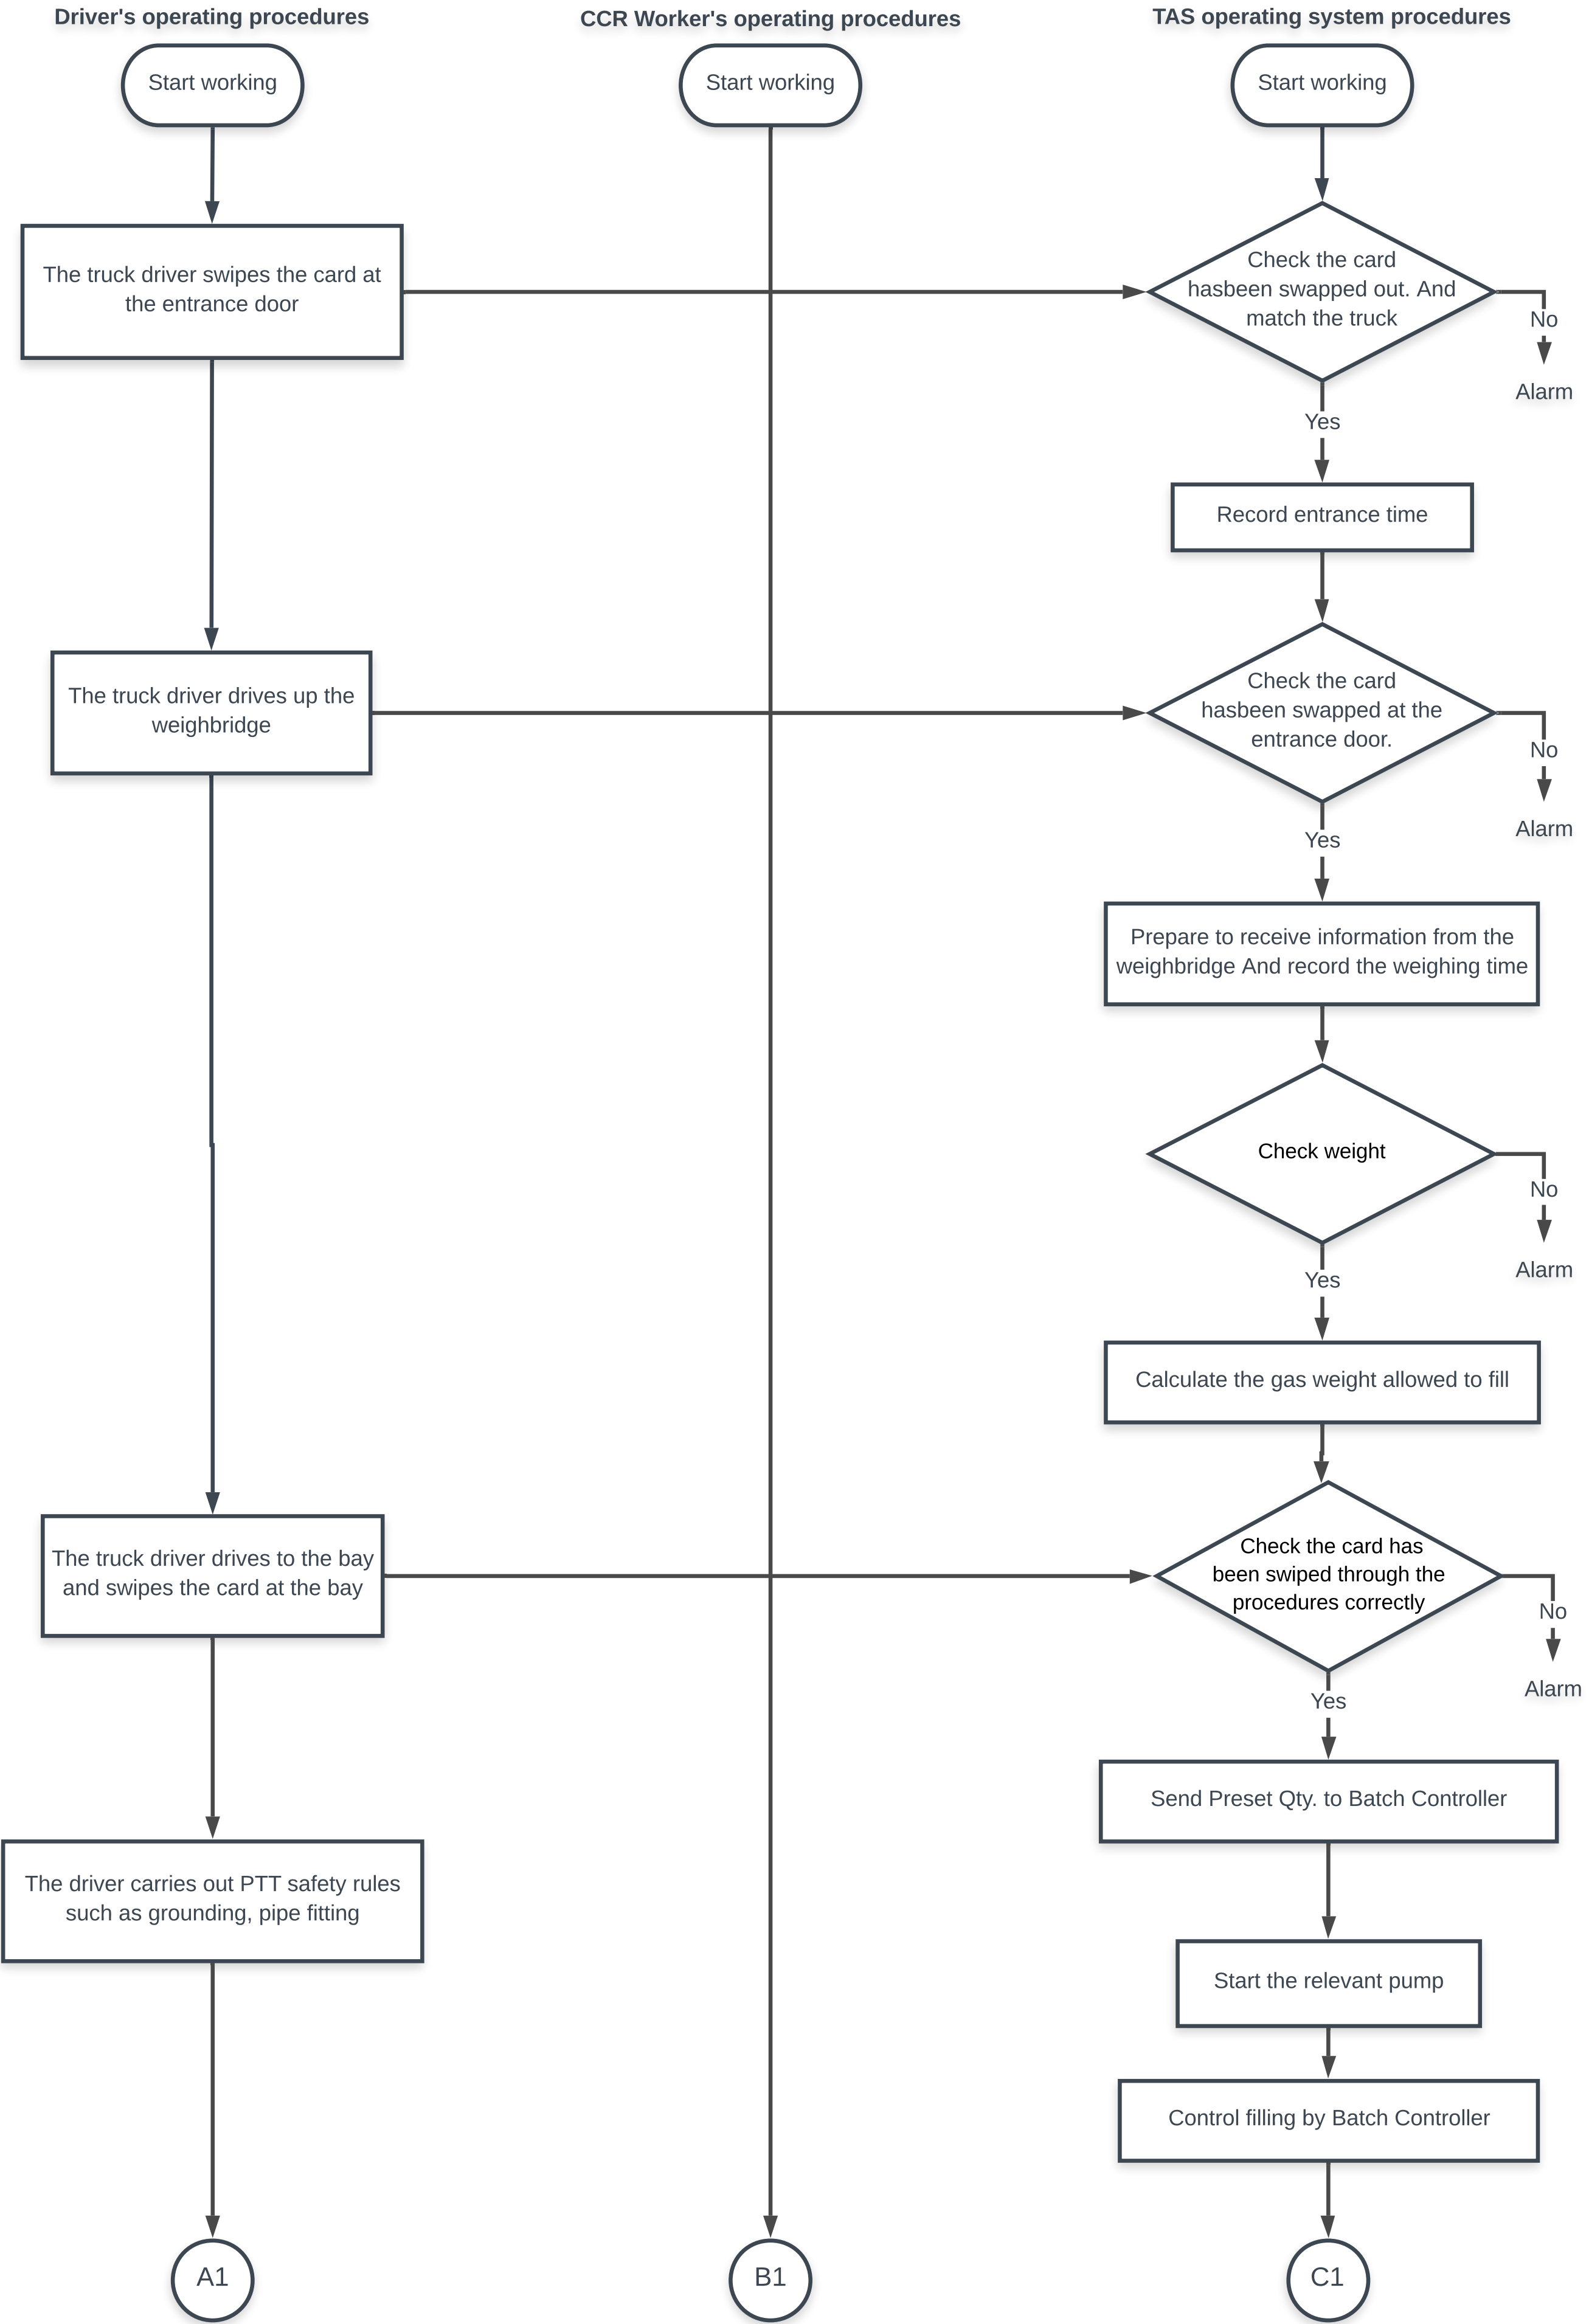 Driver's operating procedures
CCR Worker's operating procedures
TAS operating system procedures
Start working
Start working
Start working
The truck driver swipes the card at
the entrance door
Check the card
hasbeen swapped out. And
match the truck
No
Alarm
Yes
Record entrance time
The truck driver drives up the
weighbridge
Check the card
hasbeen swapped at the
entrance door.
No
Alarm
Yes
Prepare to receive information from the
weighbridge And record the weighing time
Check weight
No
Alarm
Yes
Calculate the gas weight allowed to fill
The truck driver drives to the bay
and swipes the card at the bay
Check the card has
been swiped through the
procedures correctly
No
Alarm
Yes
Send Preset Qty. to Batch Controller
The driver carries out PTT safety rules
such as grounding, pipe fitting
Start the relevant pump
Control filling by Batch Controller
A1
B1
C1